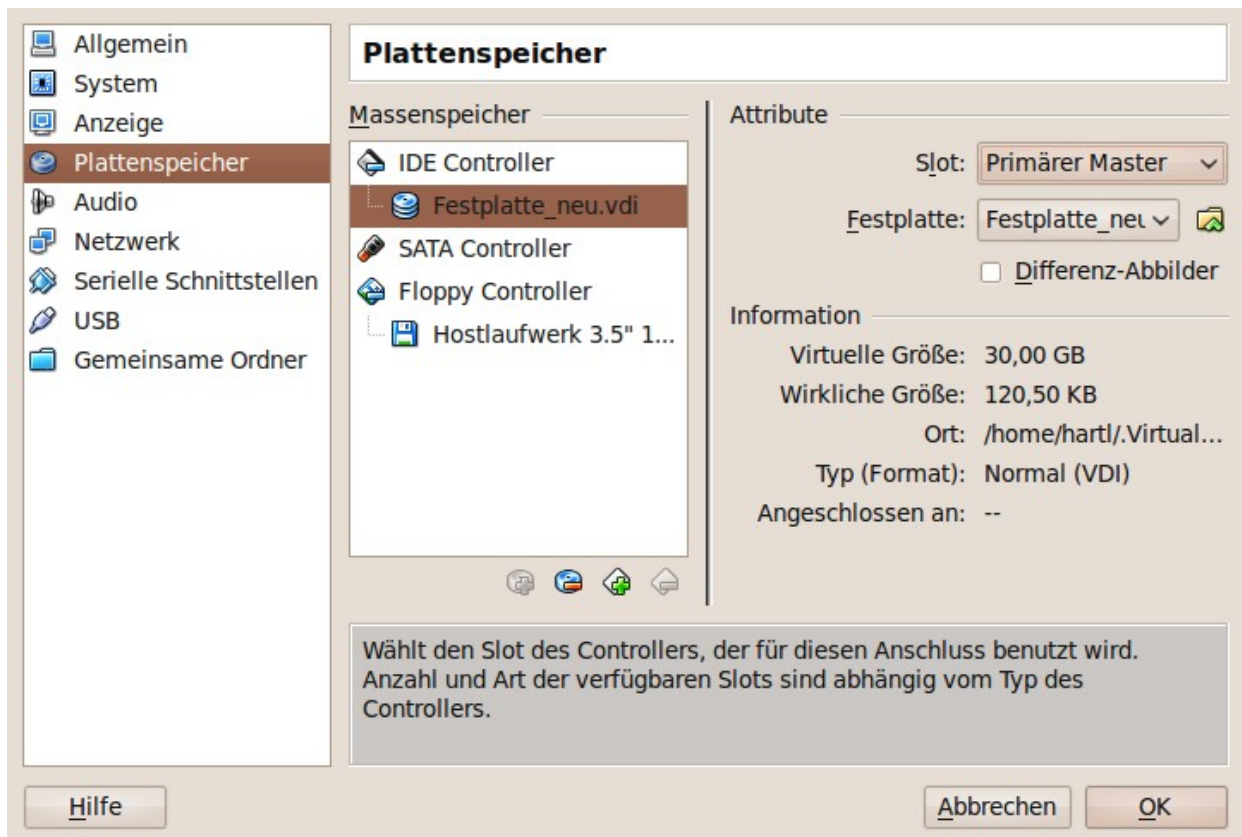 Allgemein
System
Anzeige
Plattenspeicher
Audio
Netzwerk
Serielle Schnittstellen
USB
Gemeinsame Ordner
Plattenspeicher
Massenspeicher
IDE Controller
Festplatte_neu.vdi
SATA Controller
Floppy Controller
Hostlaufwerk 3.5" 1...
Attribute
Slot: Primärer Master
Festplatte: Festplatte_neu
Differenz-Abbilder
Information
Virtuelle Größe: 30,00 GB
Wirkliche Größe: 120,50 KB
Ort: /home/hartl/.Virtual...
Typ (Format): Normal (VDI)
Angeschlossen an: --
Wählt den Slot des Controllers, der für diesen Anschluss benutzt wird.
Anzahl und Art der verfügbaren Slots sind abhängig vom Typ des
Controllers.
Hilfe
Abbrechen
OK